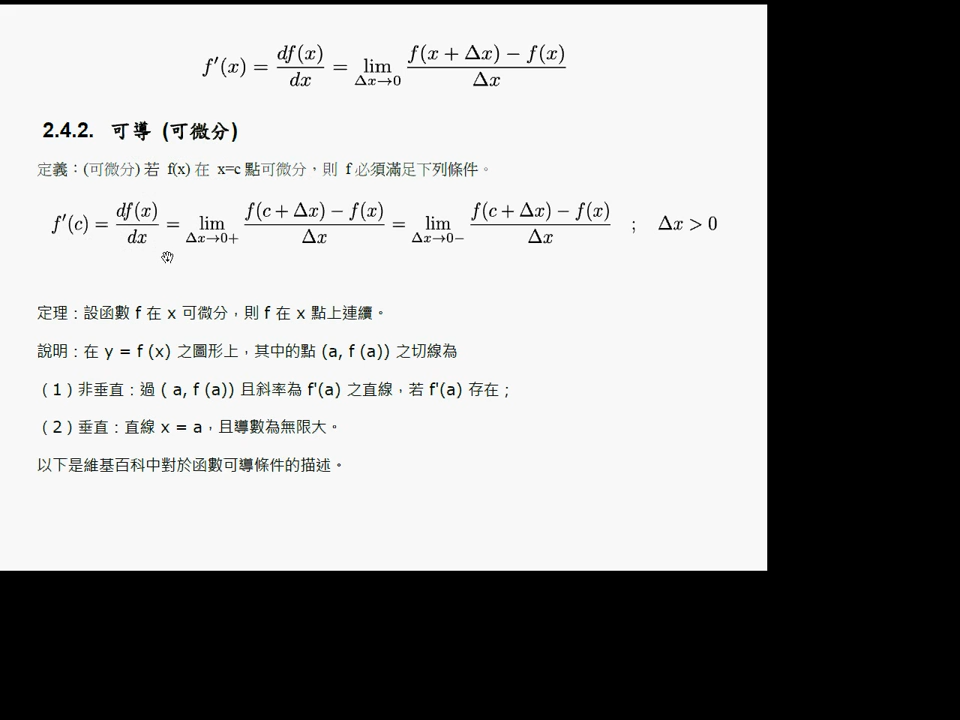 f′(x) = df(x)/dx = lim Δx→0 f(x + Δx) − f(x)/Δx
2.4.2. 可導 (可微分)
定義：(可微分) 若 f(x) 在 x=c 點可微分，則 f 必須滿足下列條件。
f′(c) = df(x)/dx = lim Δx→0+ f(c + Δx) − f(x)/Δx = lim Δx→0− f(c + Δx) − f(x)/Δx ; Δx > 0
定理：設函數 f 在 x 可微分，則 f 在 x 點上連續。
說明：在 y = f (x) 之圖形上，其中的點 (a, f (a)) 之切線為
（1）非垂直：過 ( a, f (a)) 且斜率為 f'(a) 之直線，若 f'(a) 存在；
（2）垂直：直線 x = a，且導數為無限大。
以下是維基百科中對於函數可導條件的描述。